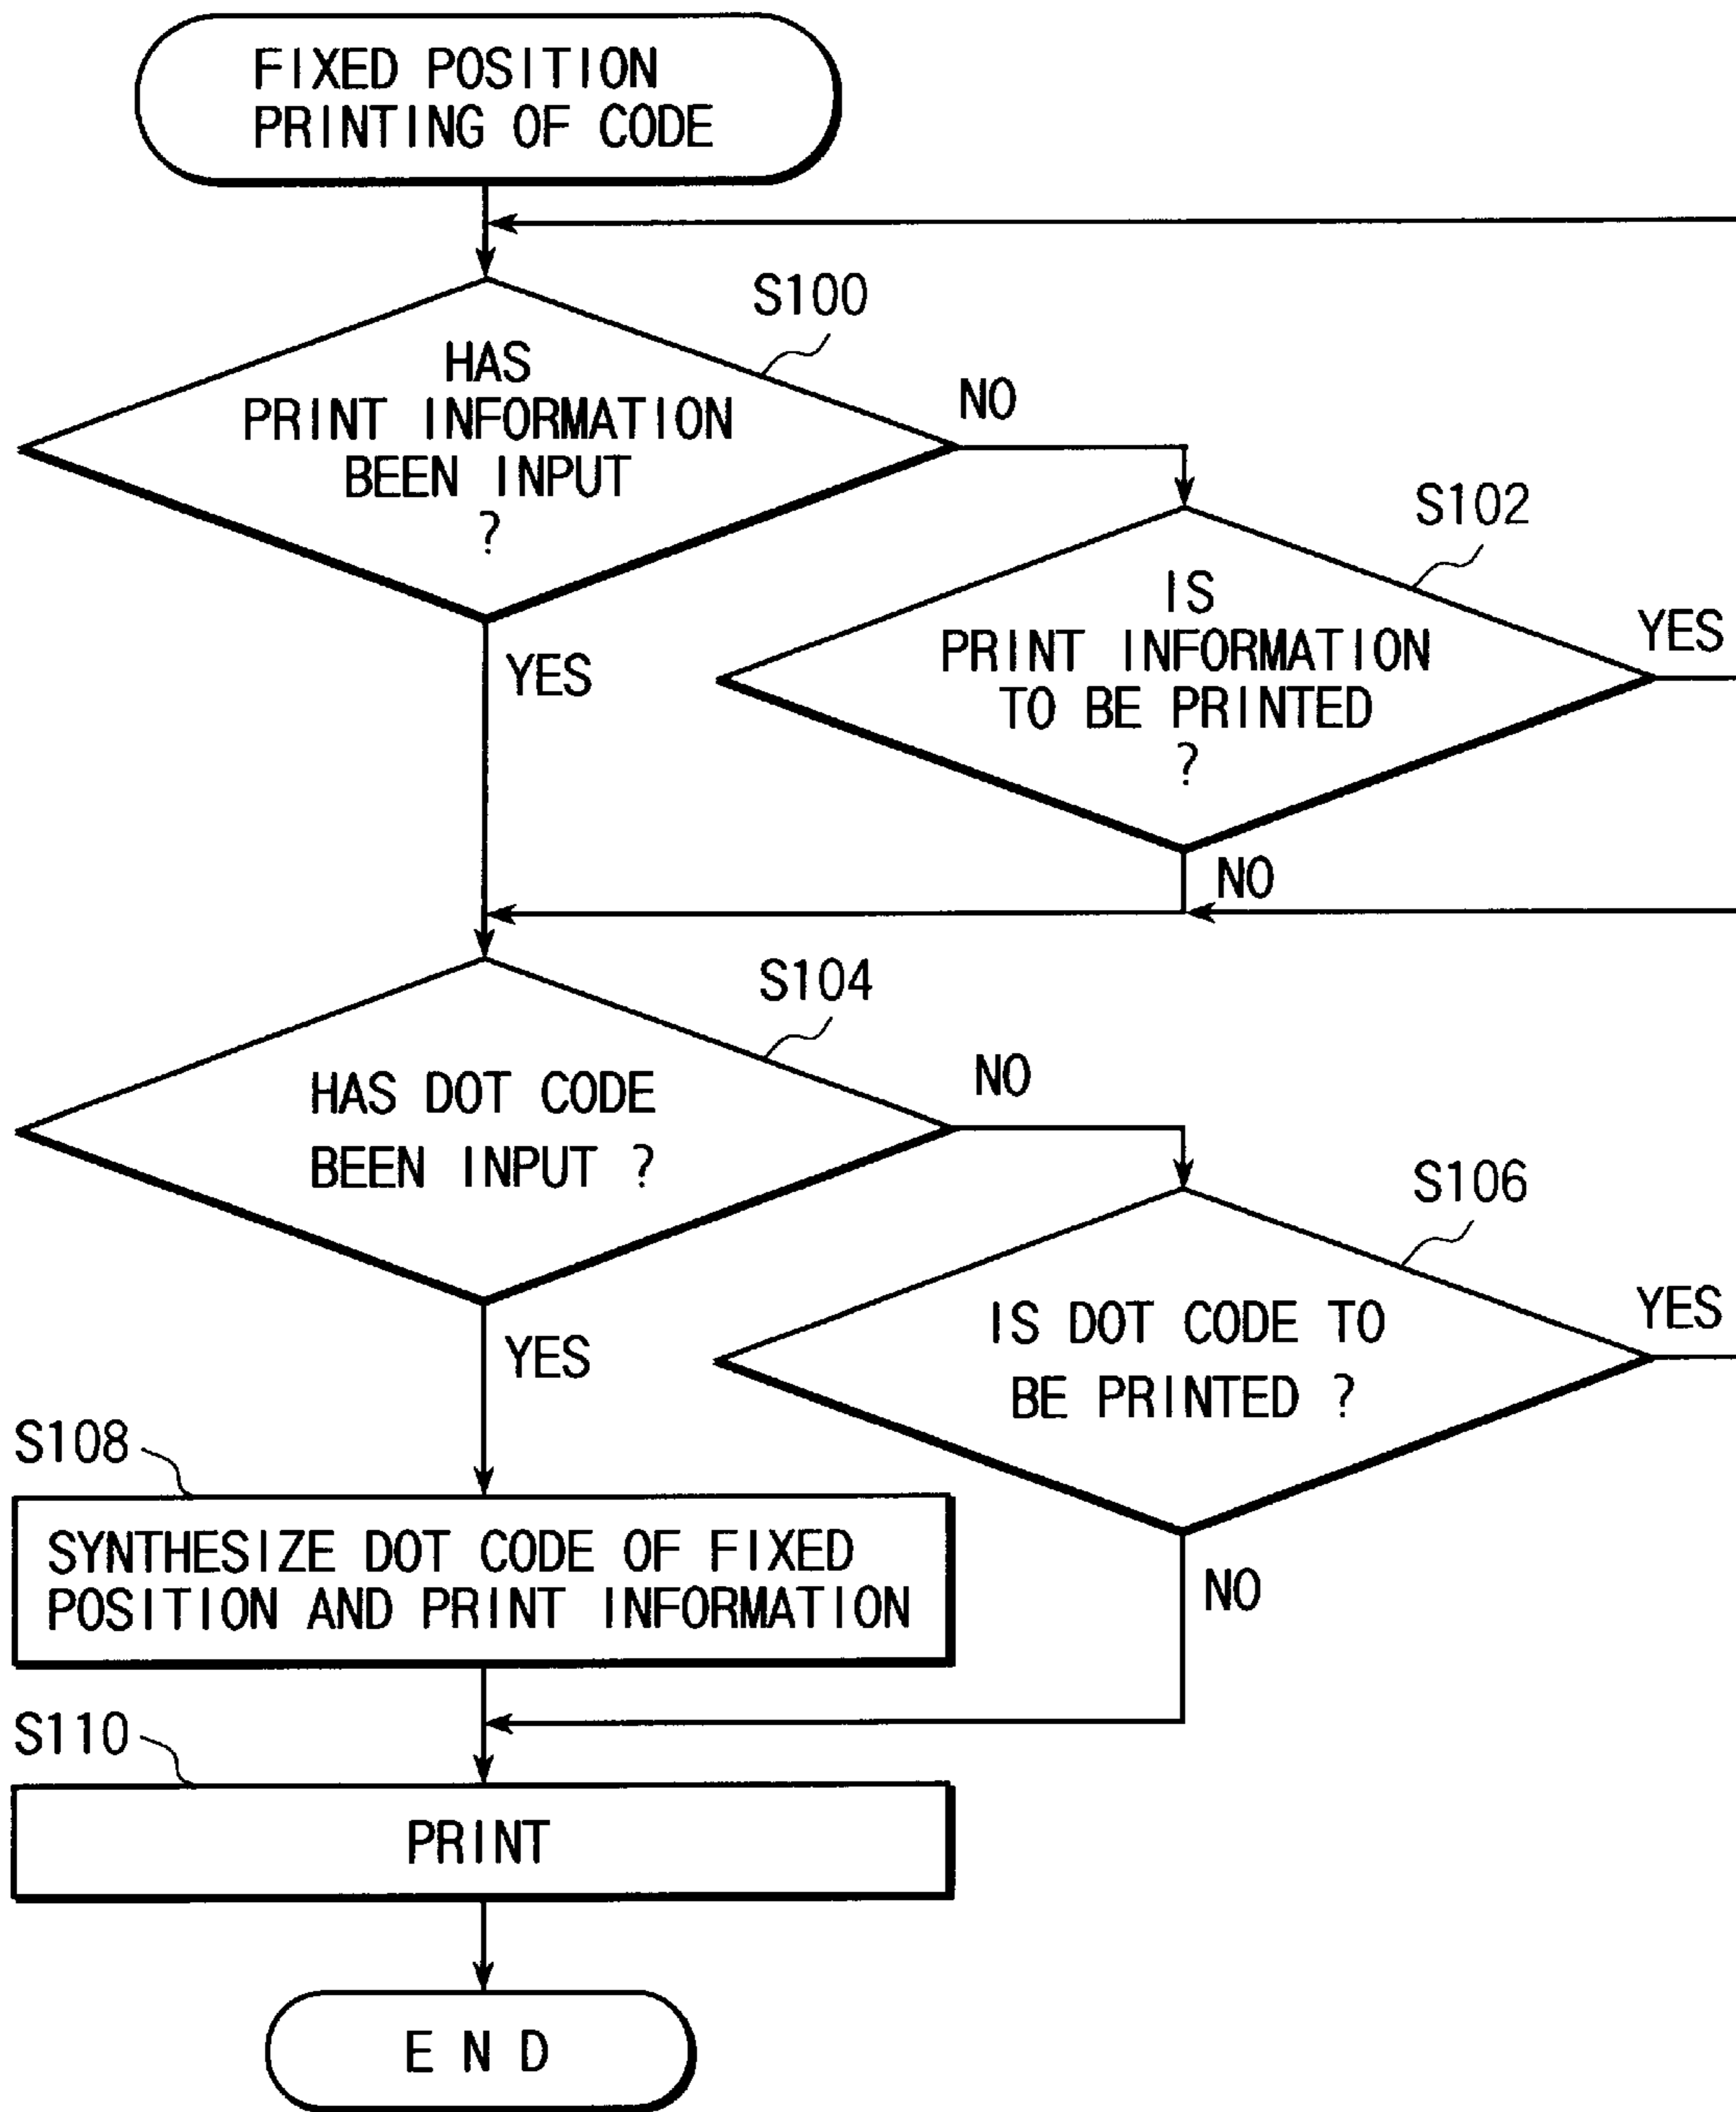 FIXED POSITION
PRINTING OF CODE
S100
HAS
PRINT INFORMATION
BEEN INPUT
?
NO
YES
S102
IS
PRINT INFORMATION
TO BE PRINTED
?
YES
NO
S104
HAS DOT CODE
BEEN INPUT ?
NO
YES
S106
IS DOT CODE TO
BE PRINTED ?
YES
NO
S108
SYNTHESIZE DOT CODE OF FIXED
POSITION AND PRINT INFORMATION
S110
PRINT
END